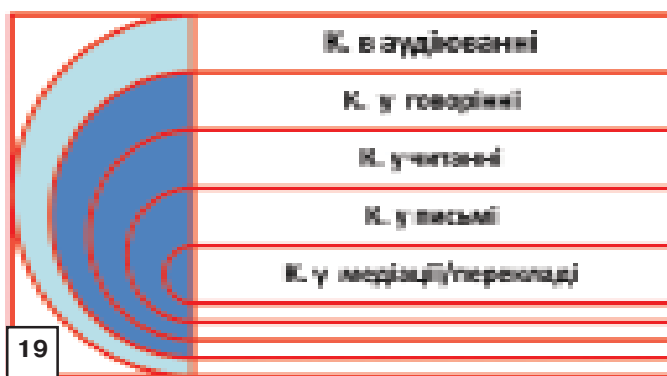 К. в аудіюванні
К. у говорінні
К. у читанні
К. у письмі
К. у медіації/перекладі
19